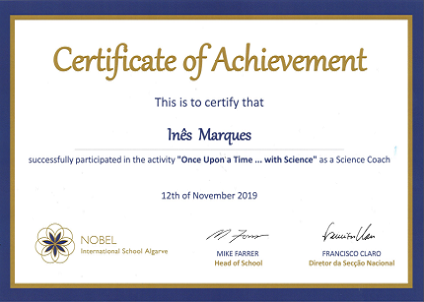 Certificate of Achievement
This is to certify that
Inês Marques
successfully participated in the activity "Once Upon a Time ... with Science" as a Science Coach
12th of November 2019
NOBEL
International School Algarve
MIKE FARRER
Head of School
FRANCISCO CLARO
Diretor da Secção Nacional